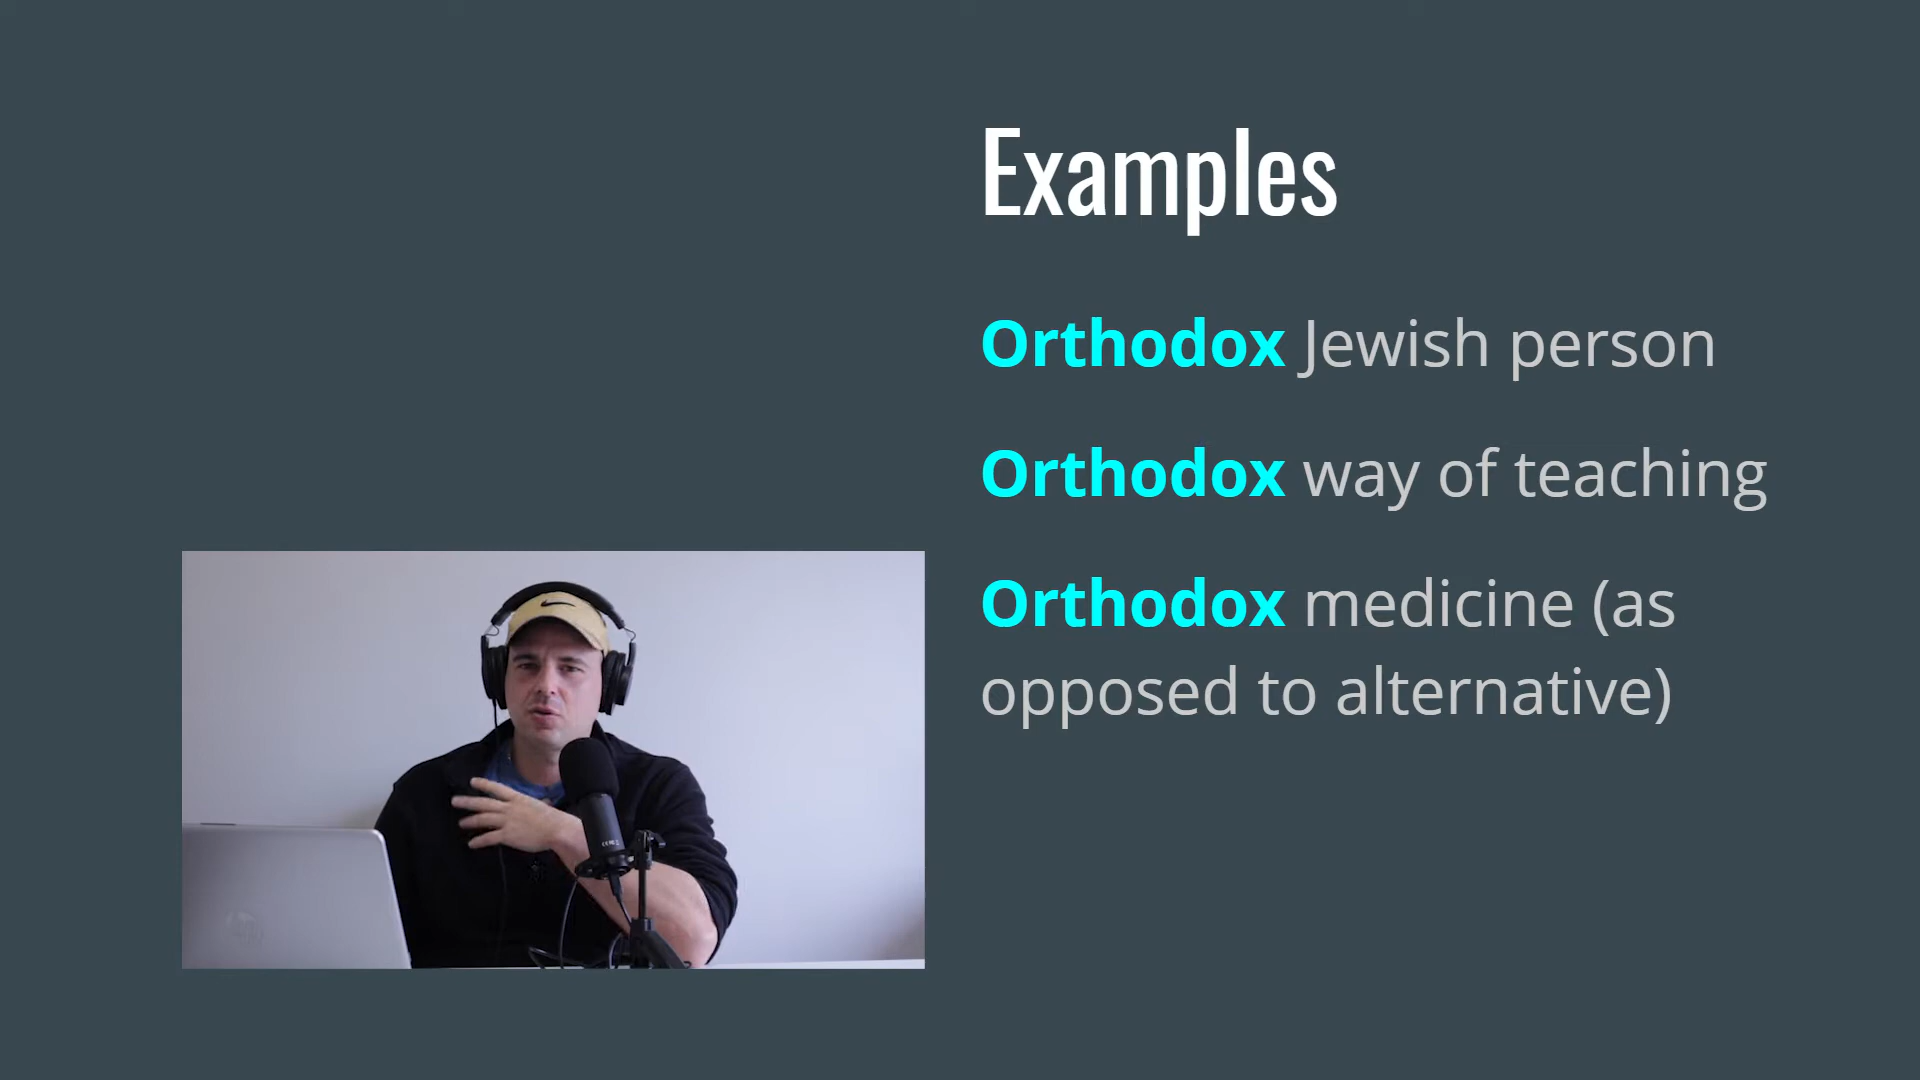 Examples
Orthodox Jewish person
Orthodox way of teaching
Orthodox medicine (as
opposed to alternative)